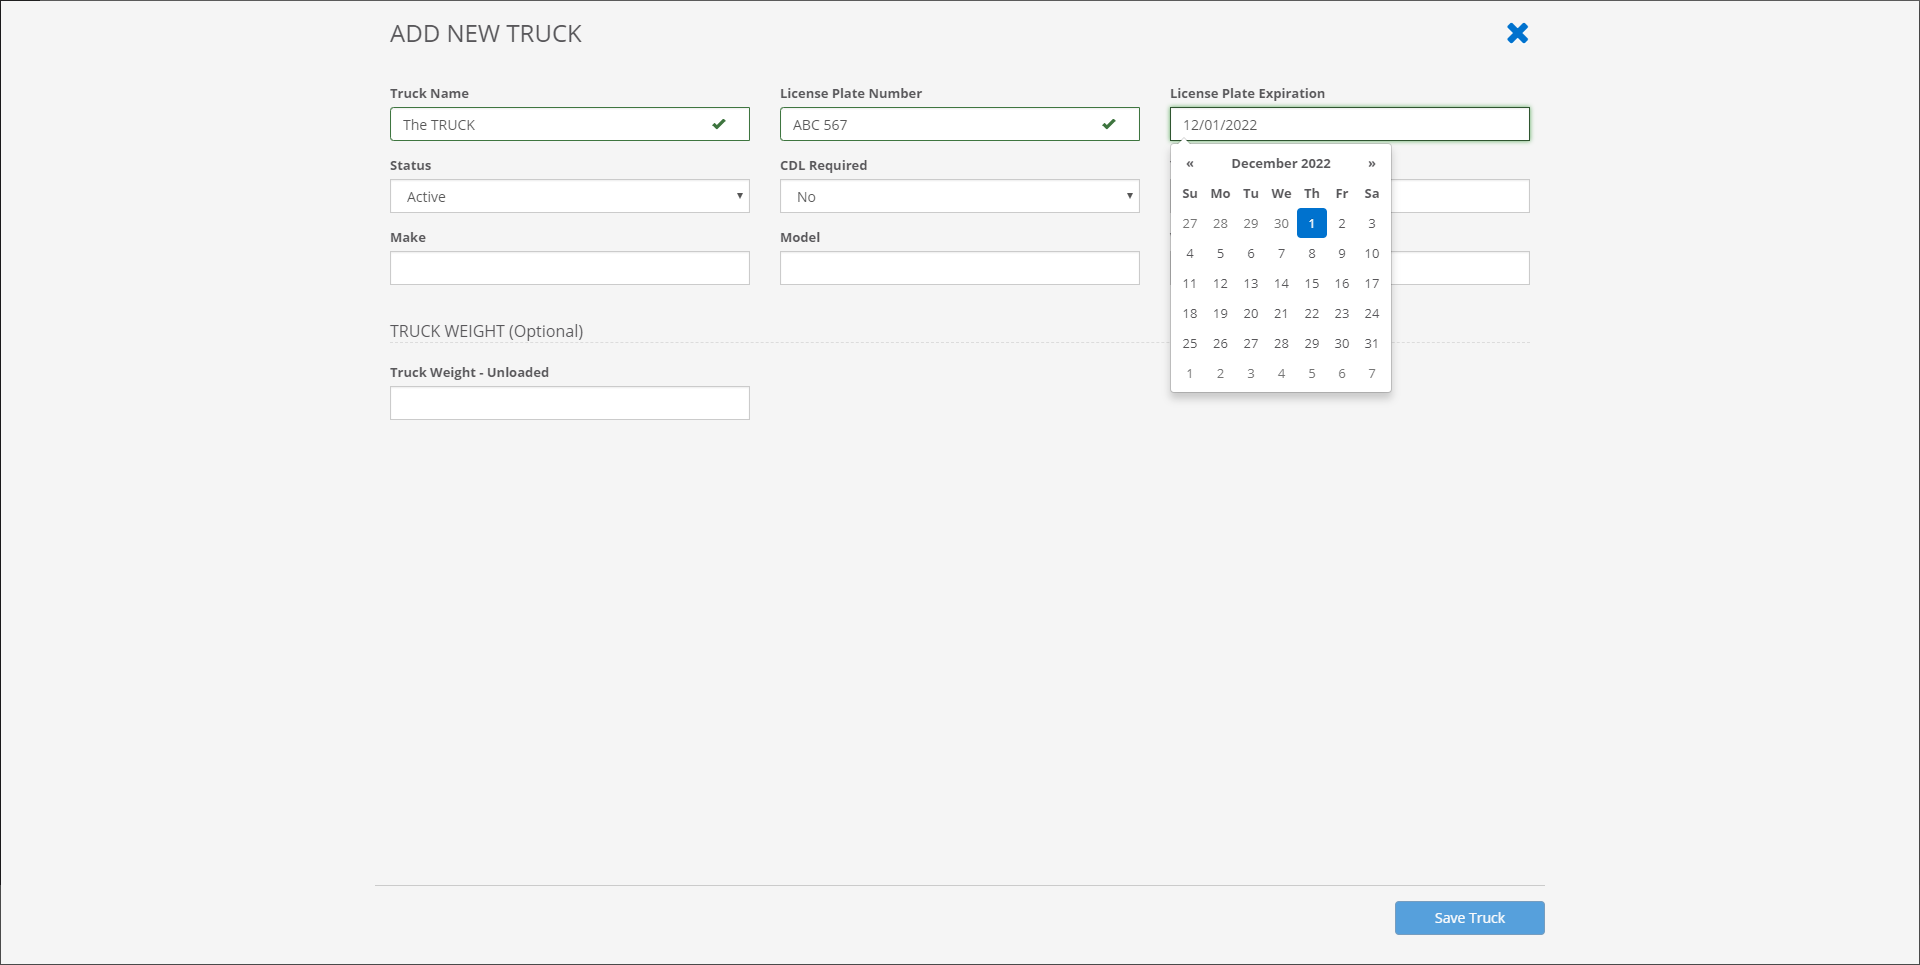 ADD NEW TRUCK
Truck Name
License Plate Number
License Plate Expiration
The TRUCK
ABC 567
12/01/2022
« December 2022 »
Su Mo Tu We Th Fr Sa
27 28 29 30 1 2 3
4 5 6 7 8 9 10
11 12 13 14 15 16 17
18 19 20 21 22 23 24
25 26 27 28 29 30 31
1 2 3 4 5 6 7
Status
CDL Required
Active
No
Make
Model
TRUCK WEIGHT (Optional)
Truck Weight - Unloaded
Save Truck